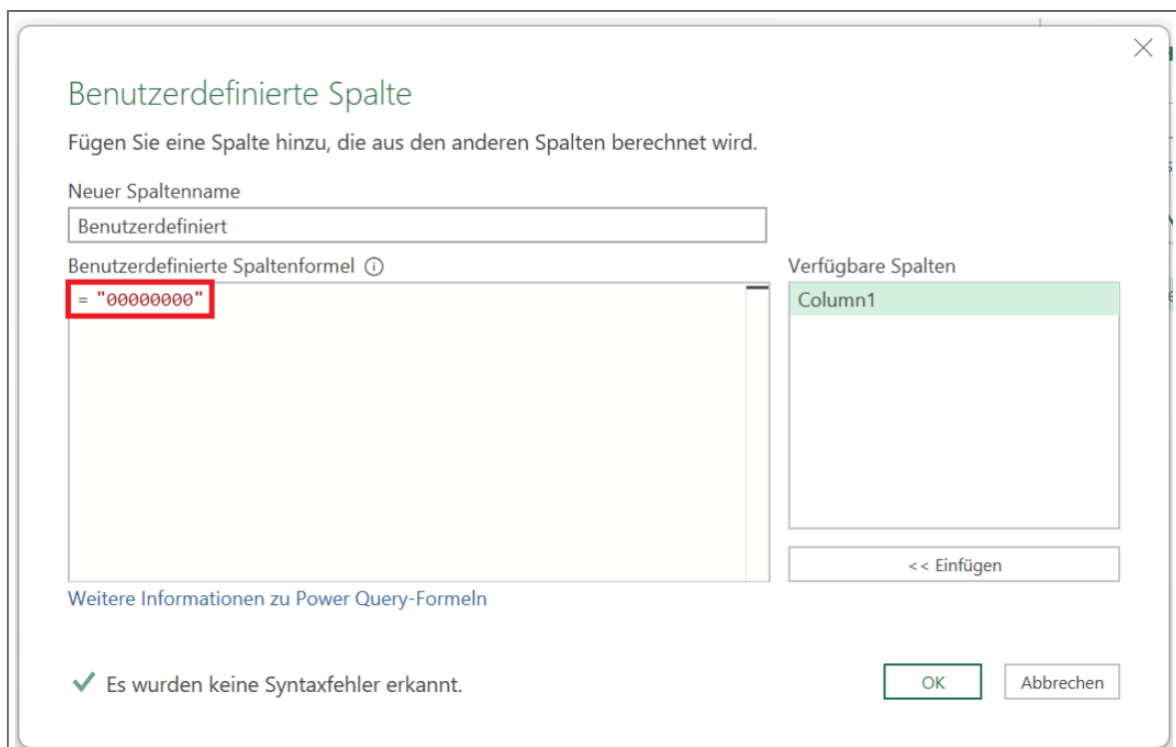 Benutzerdefinierte Spalte
Fügen Sie eine Spalte hinzu, die aus den anderen Spalten berechnet wird.
Neuer Spaltenname
Benutzerdefiniert
Benutzerdefinierte Spaltenformel
= "00000000"
Verfügbare Spalten
Column1
<< Einfügen
Weitere Informationen zu Power Query-Formeln
Es wurden keine Syntaxfehler erkannt.
OK
Abbrechen